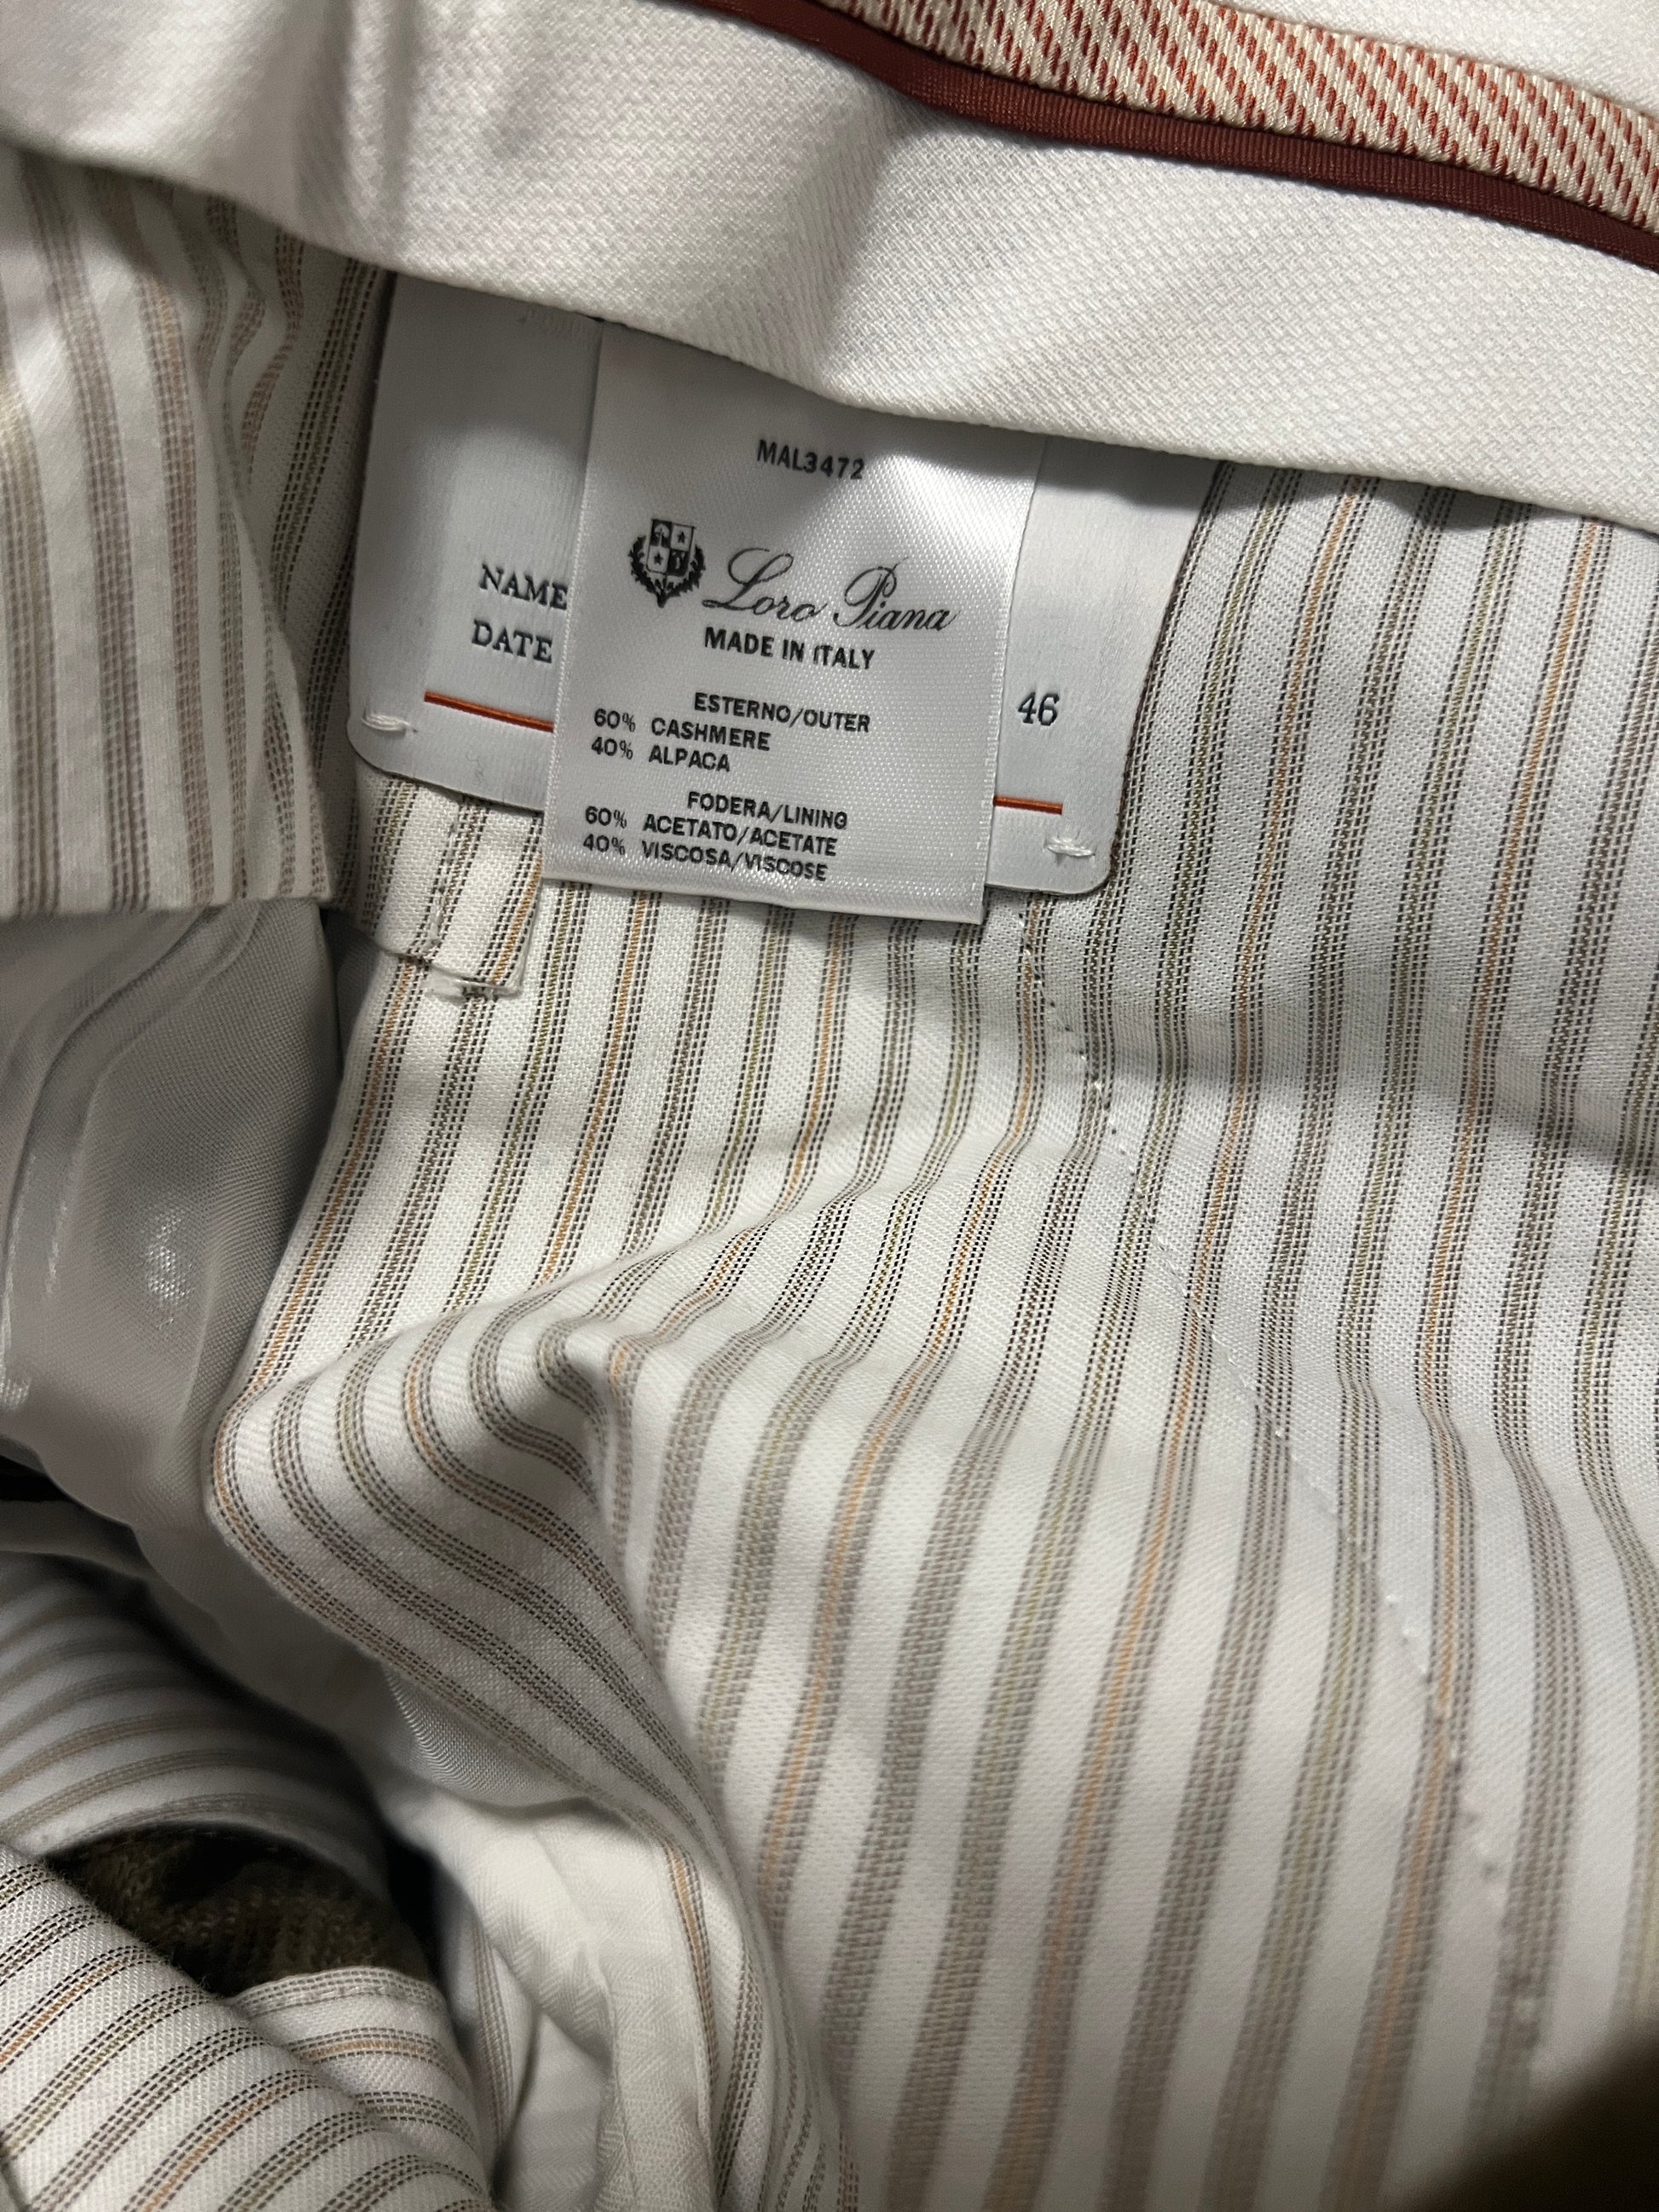 MAL3472
Loro Piana
MADE IN ITALY
NAME
DATE
46
ESTERNO/OUTER
60% CASHMERE
40% ALPACA
FODERA/LINING
60% ACETATO/ACETATE
40% VISCOSA/VISCOSE